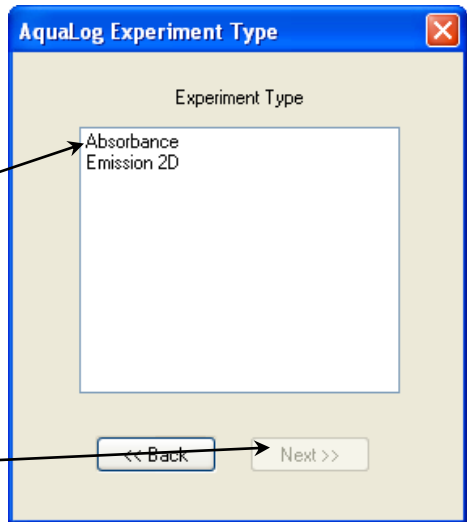 AquaLog Experiment Type
Experiment Type
Absorbance
Emission 2D
<< Back
Next >>